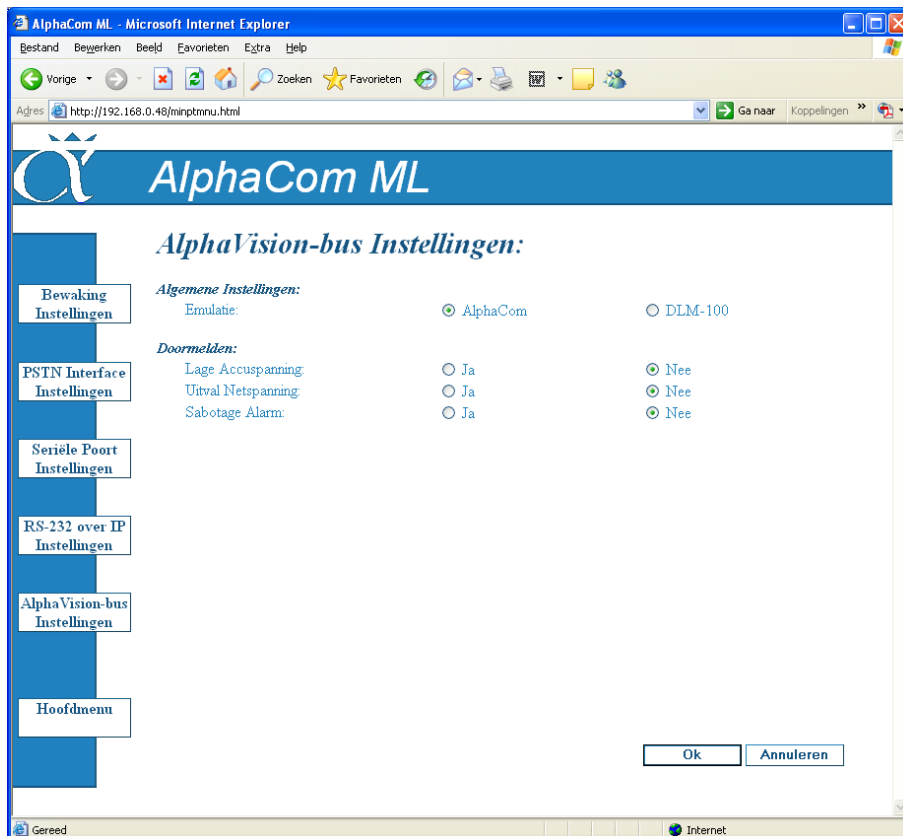 AlphaCom ML - Microsoft Internet Explorer
Bestand Bewerken Beeld Favorieten Extra Help
Vorige Zoeken Favorieten
Adres http://192.168.0.48/minptmnu.html Ga naar Koppelingen »
AlphaCom ML
AlphaVision-bus Instellingen:
Algemene Instellingen:
Emulatie: AlphaCom DLM-100
Doormelden:
Lage Accuspanning: Ja Nee
Uitval Netspanning: Ja Nee
Sabotage Alarm: Ja Nee
Bewaking
Instellingen
PSTN Interface
Instellingen
Seriële Poort
Instellingen
RS-232 over IP
Instellingen
AlphaVision-bus
Instellingen
Hoofdmenu
Ok Annuleren
Gereed Internet